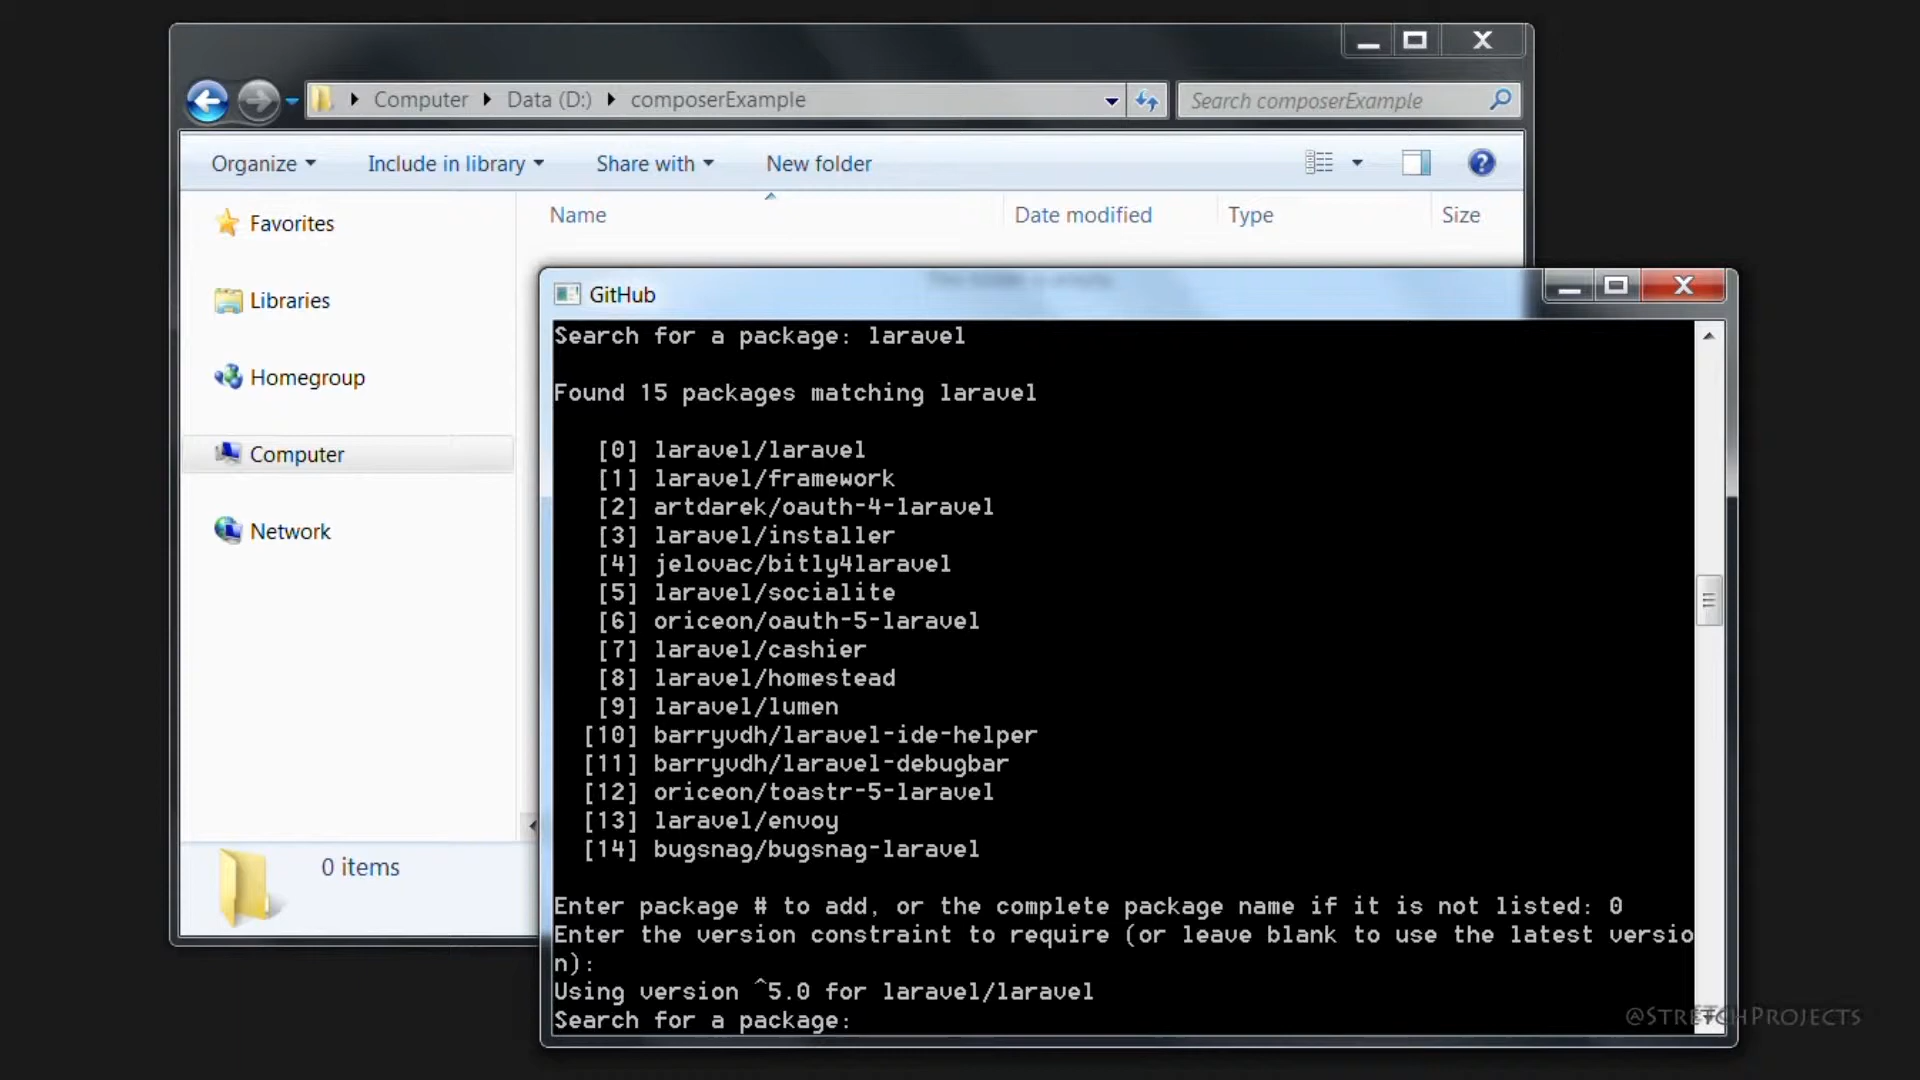 Computer Data (D:) composerExample
Search composerExample
Organize Include in library Share with New folder
Name Date modified Type Size
Favorites
Libraries
Homegroup
Computer
Network
0 items
GitHub
Search for a package: laravel
Found 15 packages matching laravel
[0] laravel/laravel
[1] laravel/framework
[2] artdarek/oauth-4-laravel
[3] laravel/installer
[4] jelovac/bitly4laravel
[5] laravel/socialite
[6] oriceon/oauth-5-laravel
[7] laravel/cashier
[8] laravel/homestead
[9] laravel/lumen
[10] barryvdh/laravel-ide-helper
[11] barryvdh/laravel-debugbar
[12] oriceon/toastr-5-laravel
[13] laravel/envoy
[14] bugsnag/bugsnag-laravel
Enter package # to add, or the complete package name if it is not listed: 0
Enter the version constraint to require (or leave blank to use the latest versio
n):
Using version ^5.0 for laravel/laravel
Search for a package:
@StretchProjects